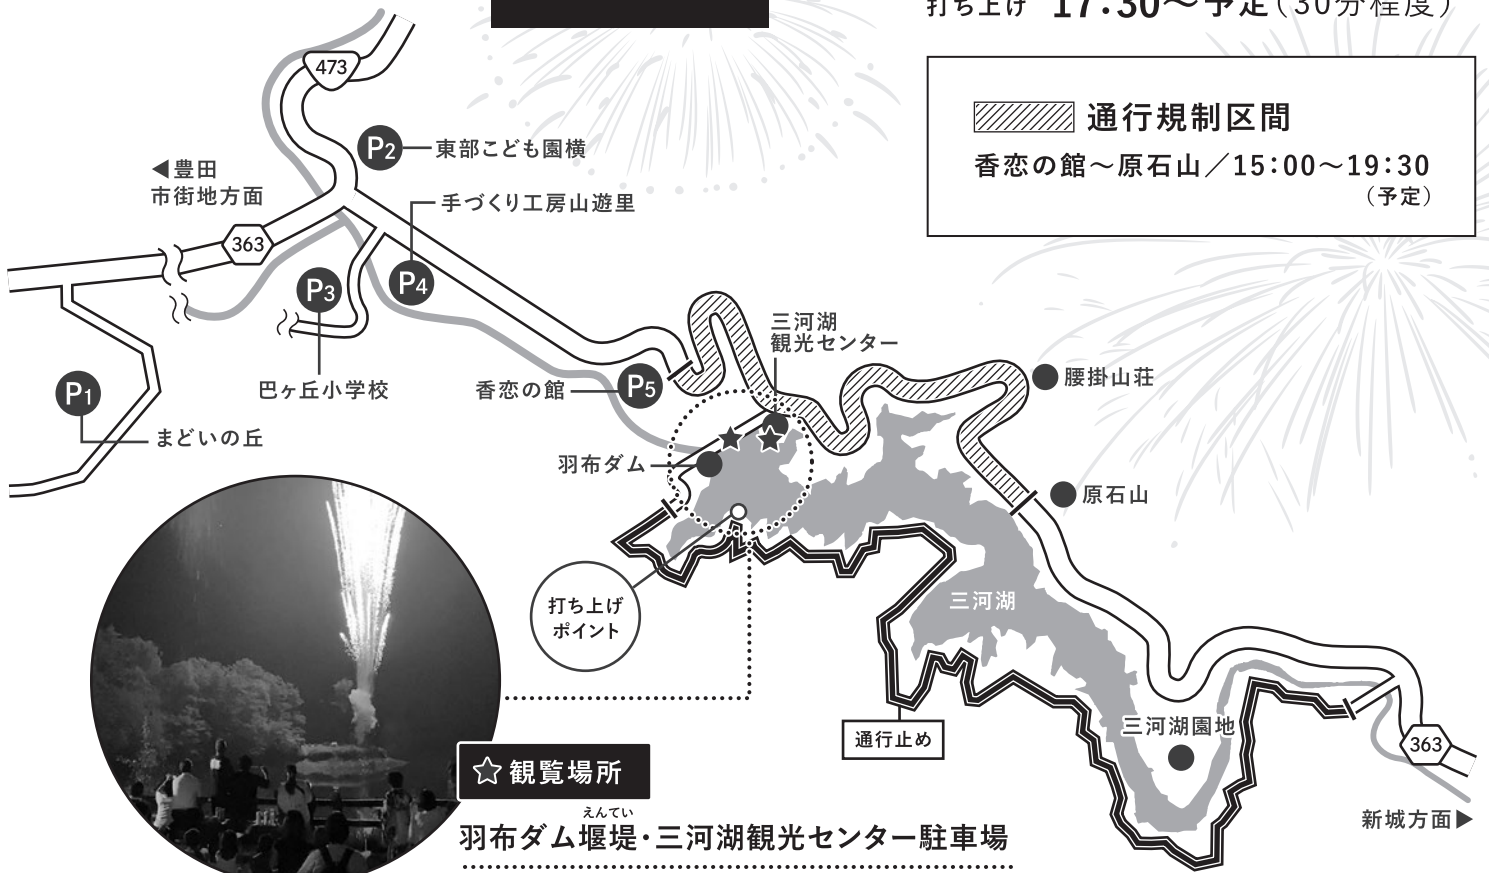 打ち上げ 17:30～予定（30分程度）
通行規制区間
香恋の館～原石山／15:00～19:30
（予定）
473
P2 東部こども園横
◀豊田
市街地方面
手づくり工房山遊里
363
P3
P4
三河湖
観光センター
巴ヶ丘小学校
香恋の館 P5
腰掛山荘
P1
まどいの丘
羽布ダム
原石山
打ち上げ
ポイント
三河湖
通行止め
三河湖園地
363
新城方面▶
☆観覧場所
えんてい
羽布ダム堰堤・三河湖観光センター駐車場